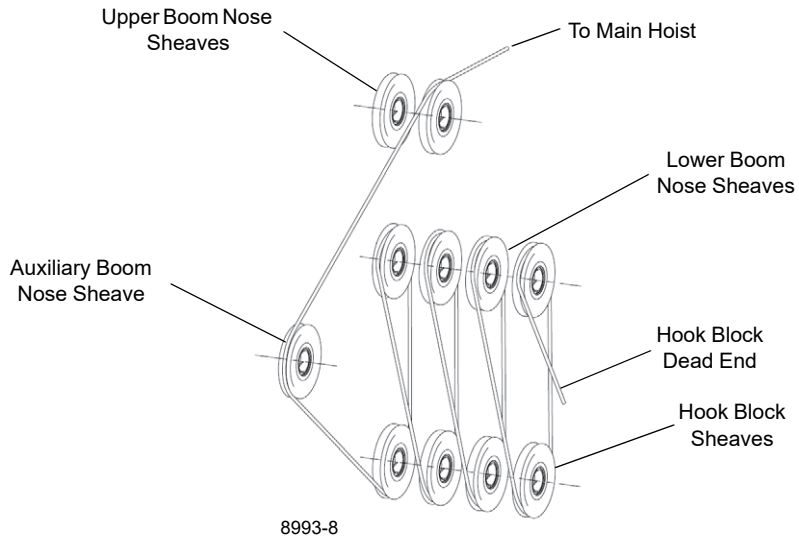 Upper Boom Nose
Sheaves
To Main Hoist
Lower Boom
Nose Sheaves
Auxiliary Boom
Nose Sheave
Hook Block
Dead End
Hook Block
Sheaves
8993-8